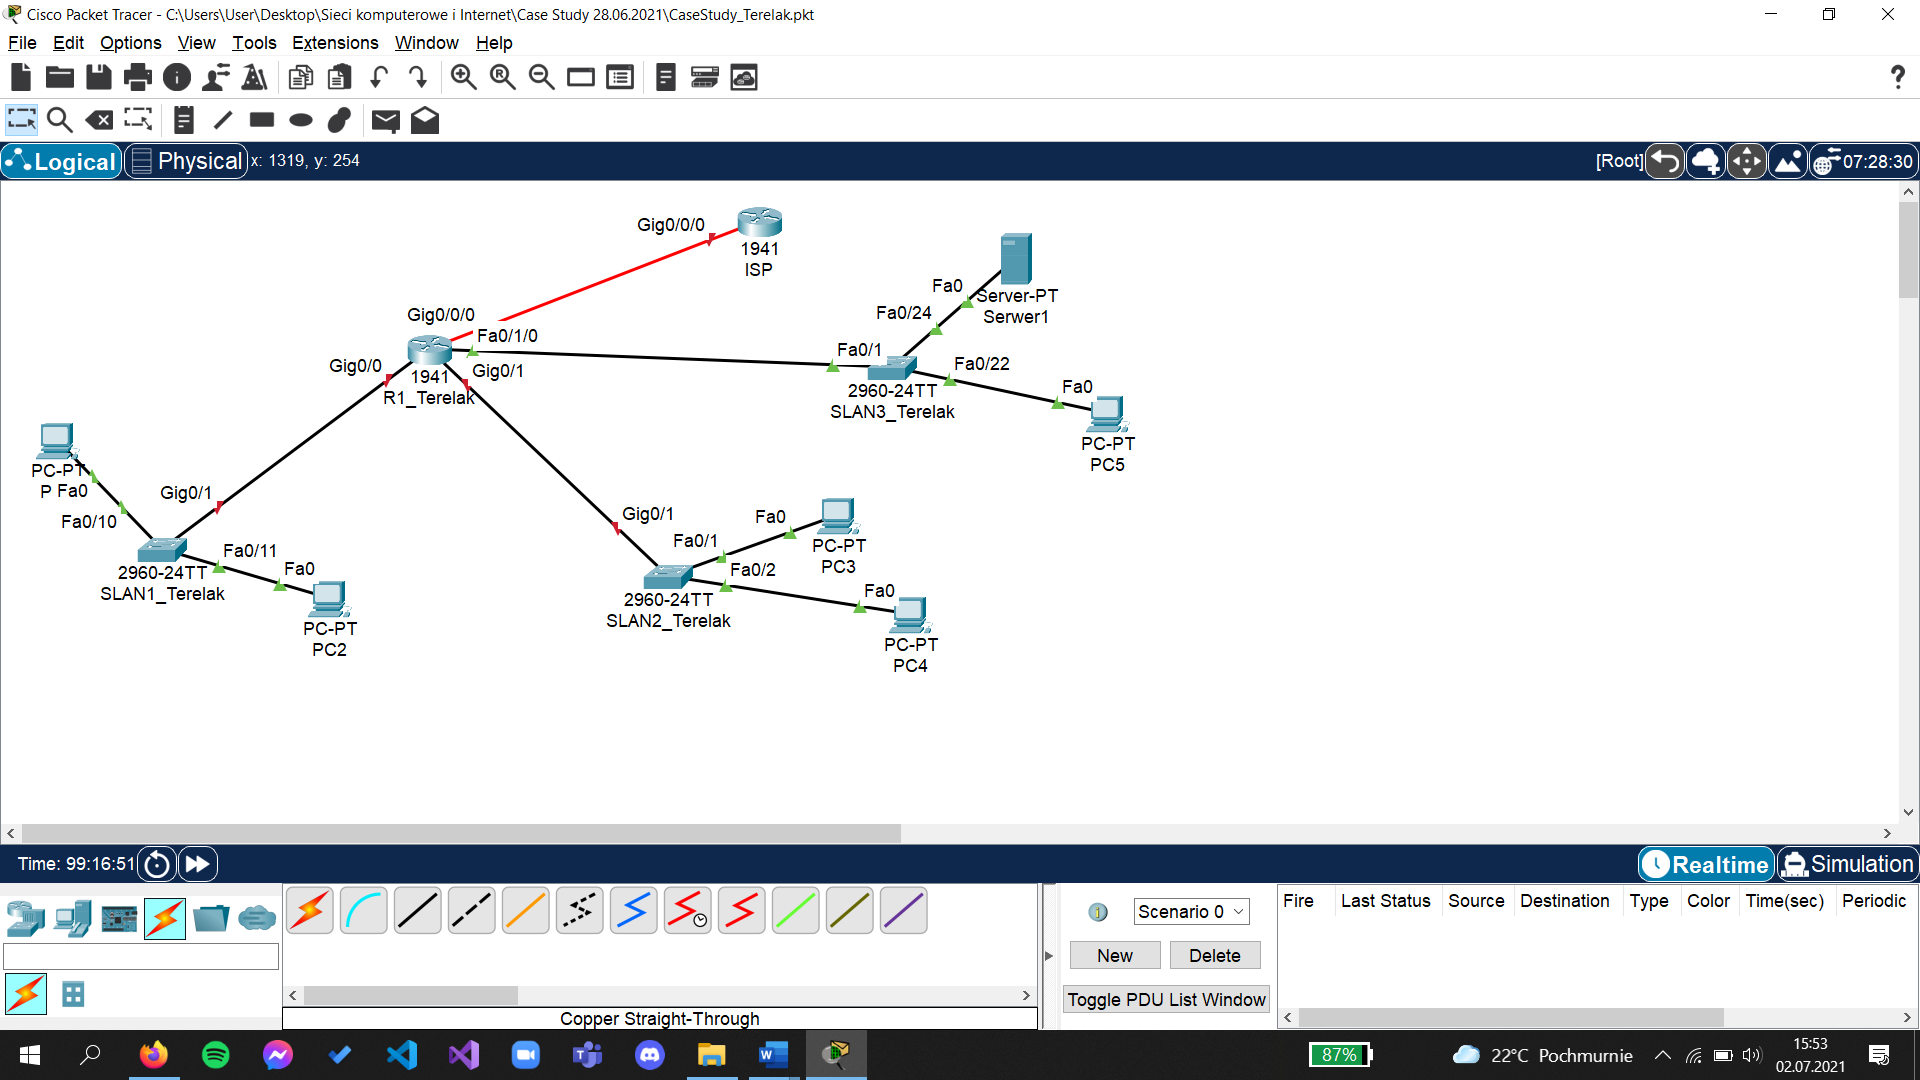 Cisco Packet Tracer - C:\Users\User\Desktop\Sieci komputerowe i Internet\Case Study 28.06.2021\CaseStudy_Terelak.pkt
File Edit Options View Tools Extensions Window Help
?
Logical Physical x: 1319, y: 254 [Root] 07:28:30
Gig0/0/0
1941
ISP
Fa0
Server-PT
Serwer1
Fa0/24
Gig0/0/0
Fa0/1/0
Fa0/1
Fa0/22
Gig0/0
Gig0/1
1941
R1_Terelak
2960-24TT
SLAN3_Terelak
Fa0
PC-PT
PC5
PC-PT
P Fa0
Fa0/10
Gig0/1
Fa0/11
Fa0
2960-24TT
SLAN1_Terelak
PC-PT
PC2
Gig0/1
Fa0/1
Fa0
PC-PT
PC3
Fa0/2
2960-24TT
SLAN2_Terelak
Fa0
PC-PT
PC4
Time: 99:16:51 Realtime Simulation
Scenario 0
New Delete
Toggle PDU List Window
Fire Last Status Source Destination Type Color Time(sec) Periodic
Copper Straight-Through
87% 22°C Pochmurnie 15:53
02.07.2021